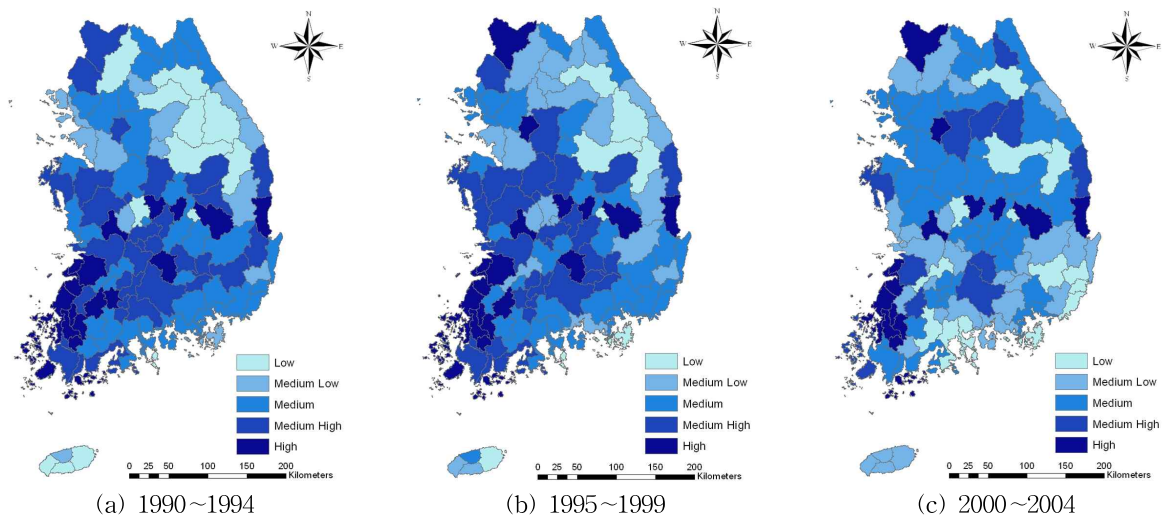 N
W E
S
Low
Medium Low
Medium
Medium High
High
0 25 50 100 150 200
Kilometers
(a) 1990~1994
N
W E
S
Low
Medium Low
Medium
Medium High
High
0 25 50 100 150 200
Kilometers
(b) 1995~1999
N
W E
S
Low
Medium Low
Medium
Medium High
High
0 25 50 100 150 200
Kilometers
(c) 2000~2004